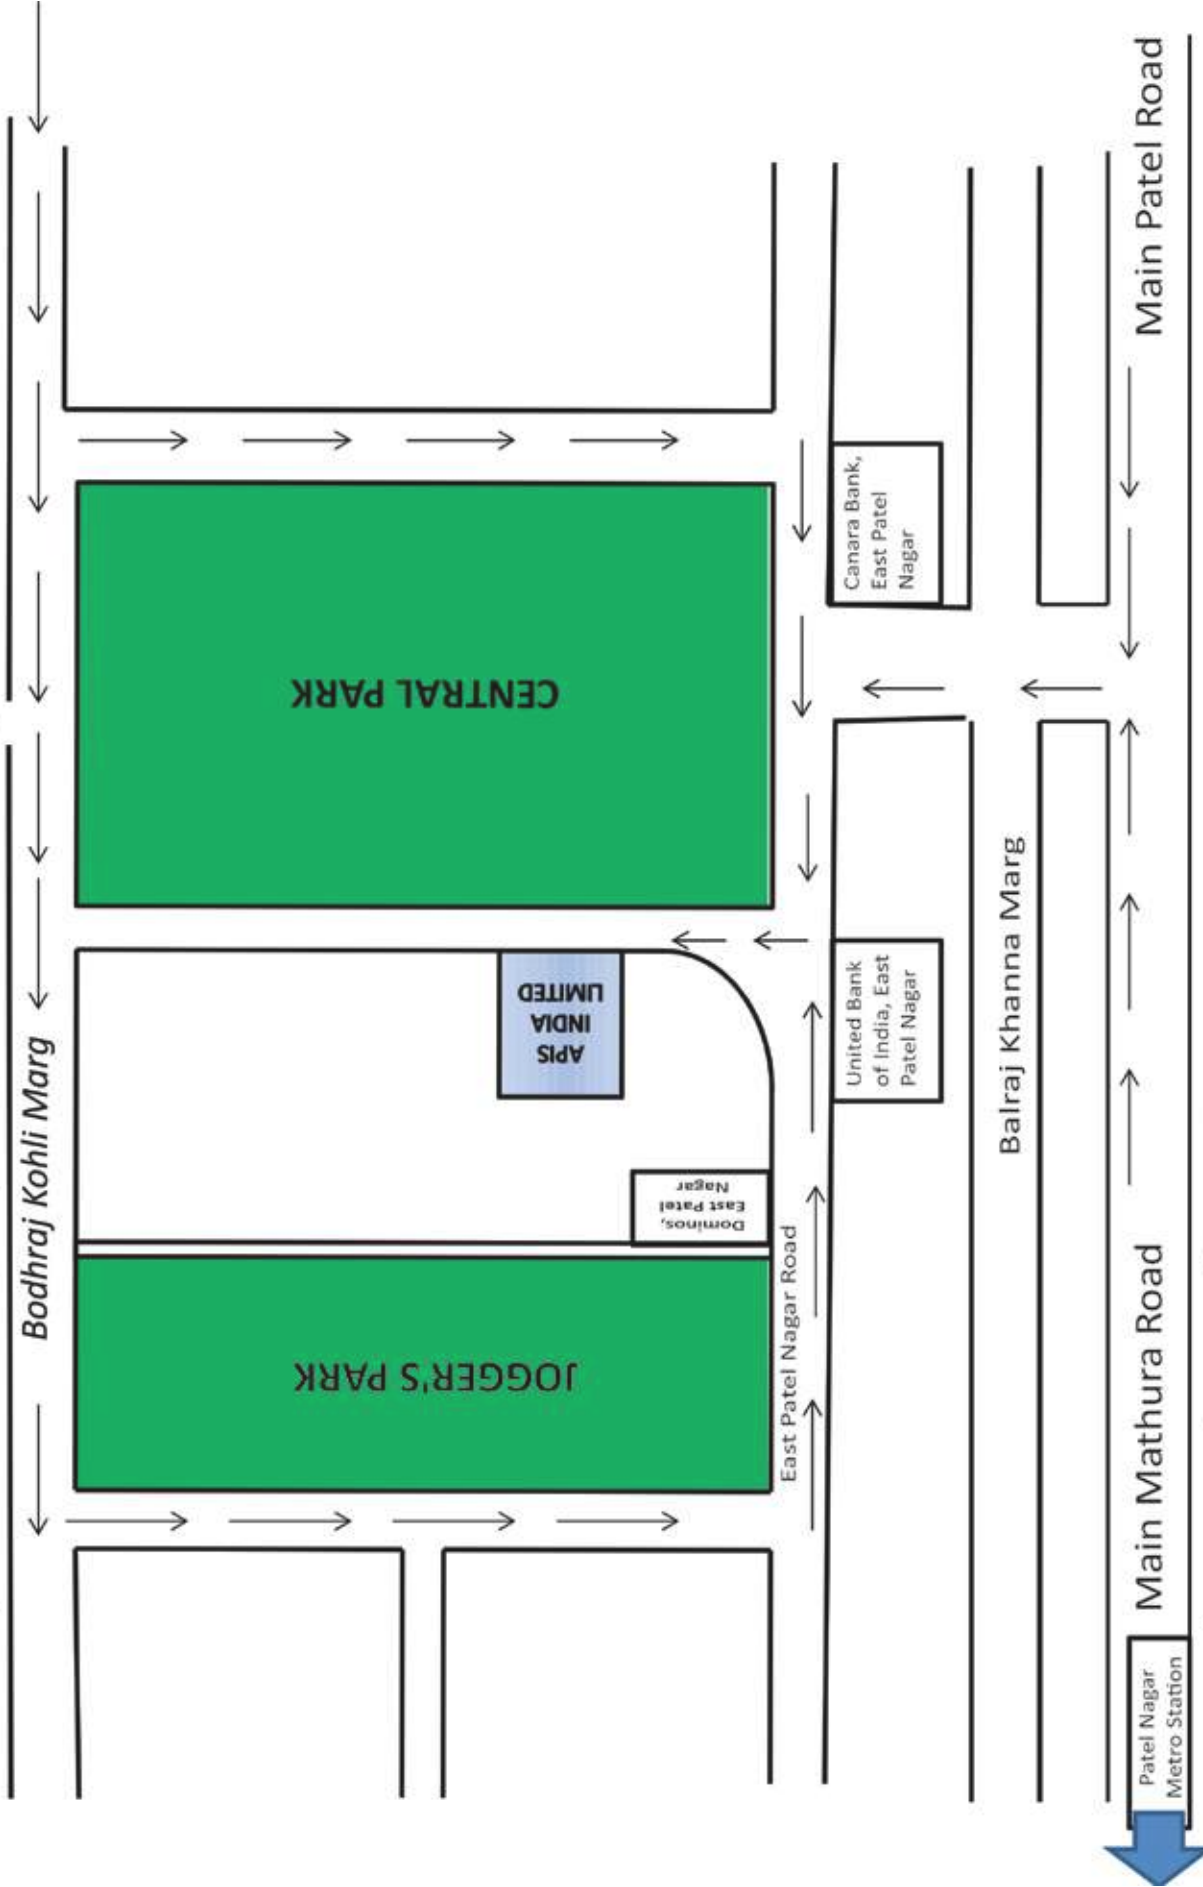 Bodhraj Kohli Marg
JOGGER'S PARK
CENTRAL PARK
APIS
INDIA
LIMITED
Dominos,
East Patel
Nagar
East Patel Nagar Road
United Bank
of India, East
Patel Nagar
Canara Bank,
East Patel
Nagar
Balraj Khanna Marg
Patel Nagar
Metro Station
Main Mathura Road
Main Patel Road